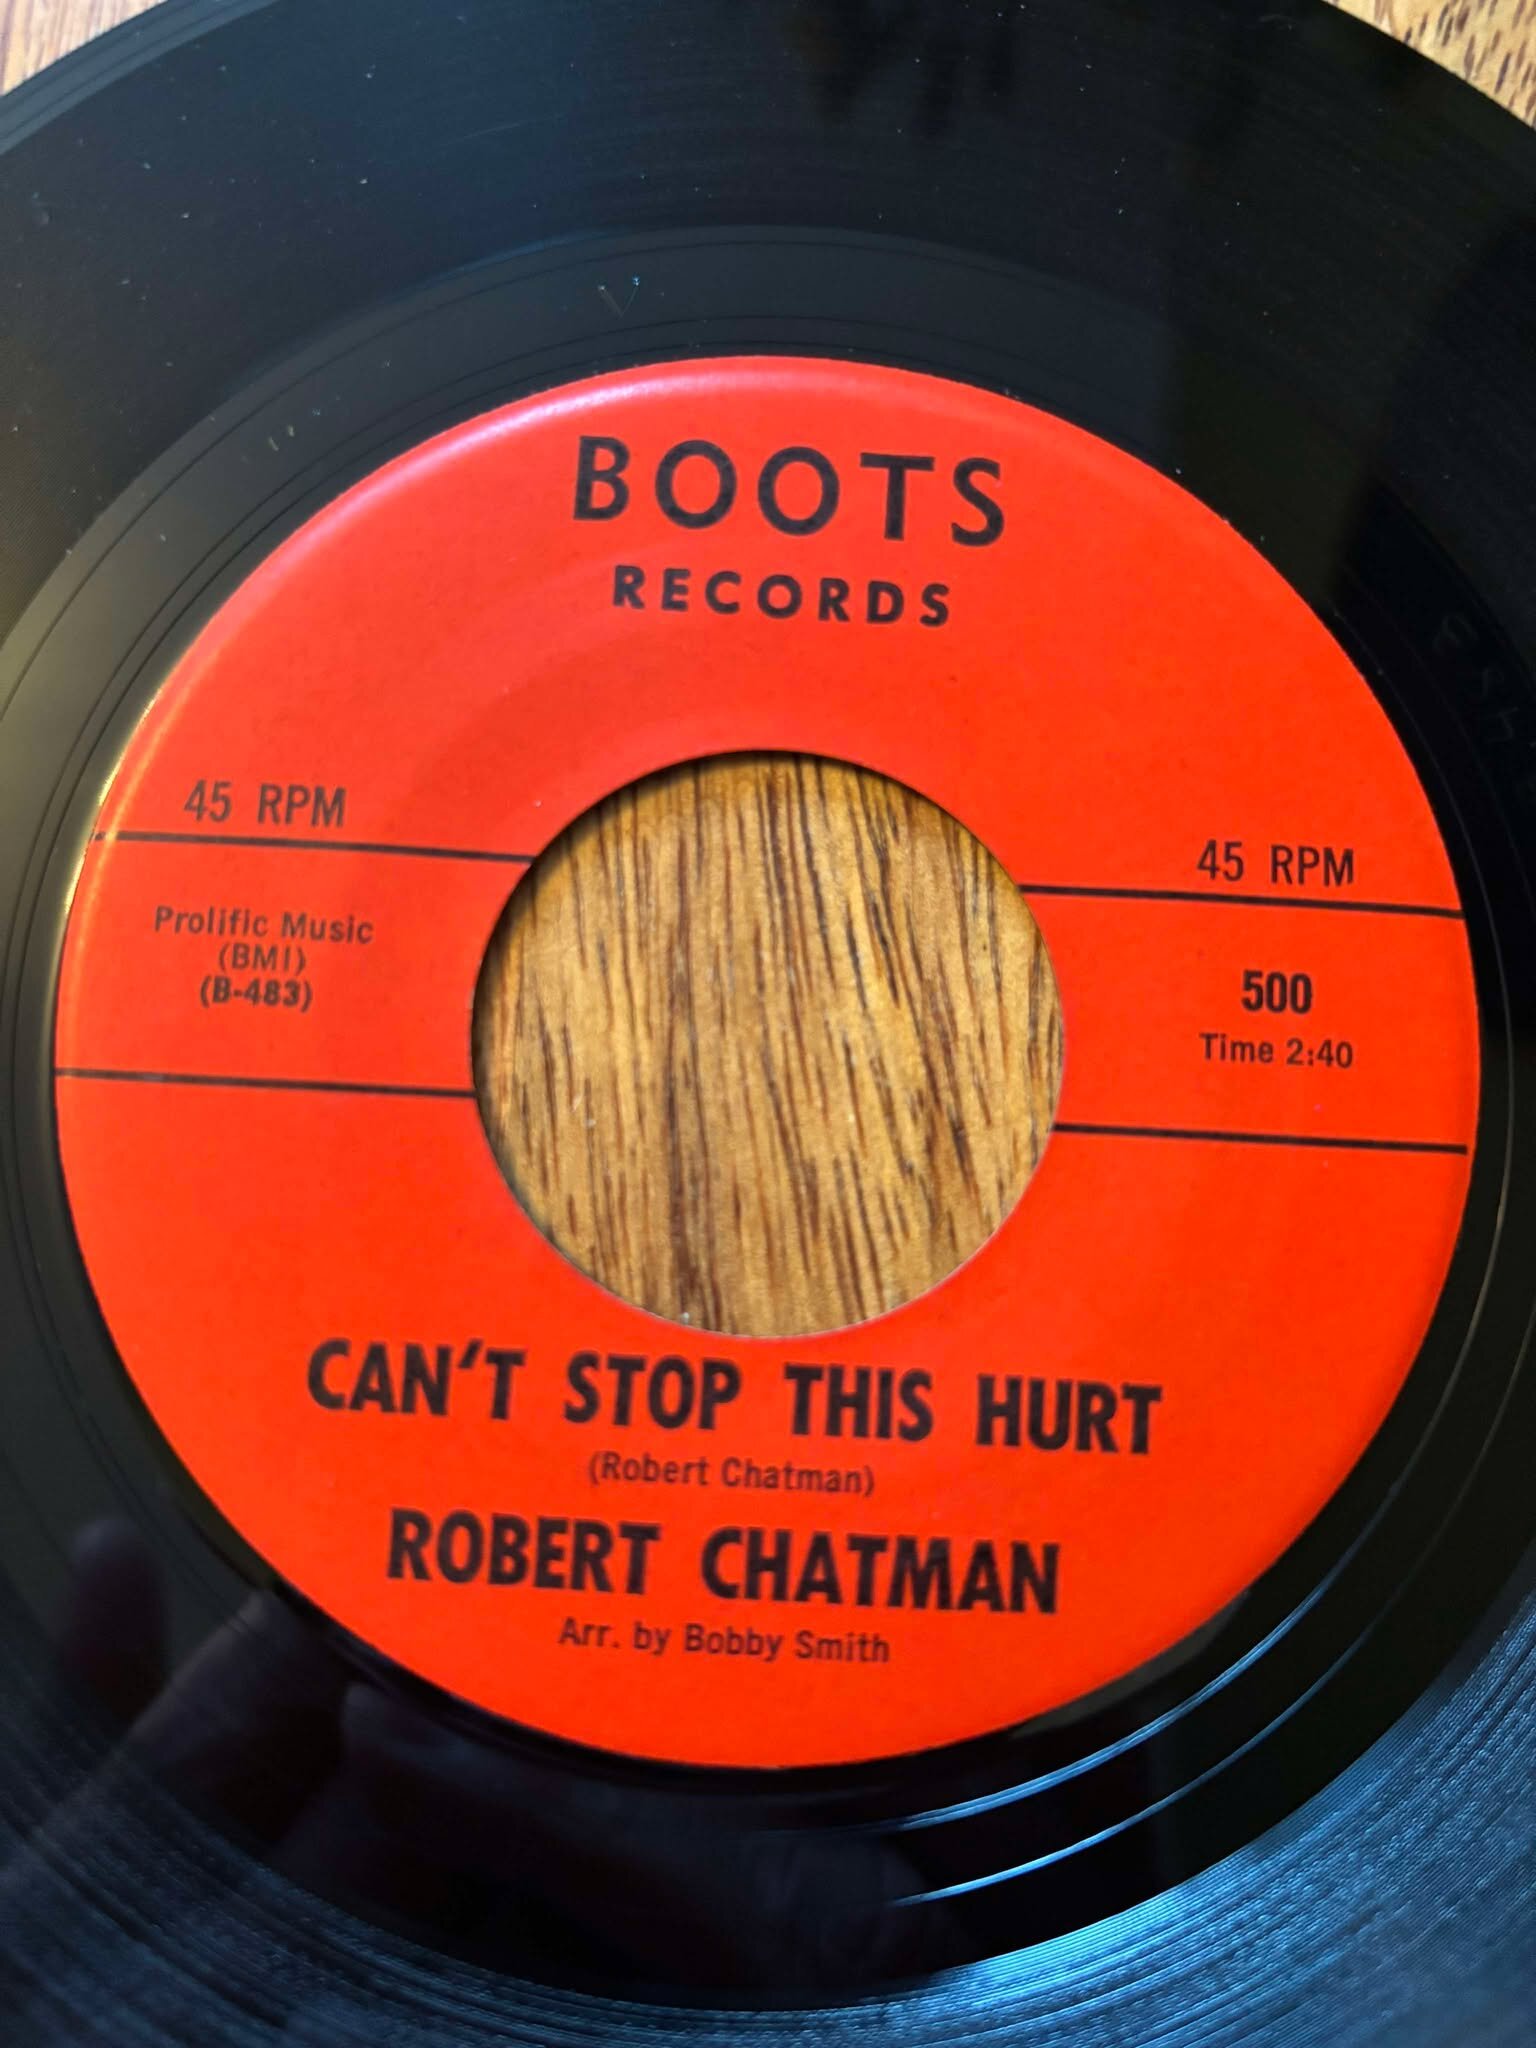 BOOTS
RECORDS
45 RPM
45 RPM
Prolific Music
(BMI)
(B-483)
500
Time 2:40
CAN'T STOP THIS HURT
(Robert Chatman)
ROBERT CHATMAN
Arr. by Bobby Smith